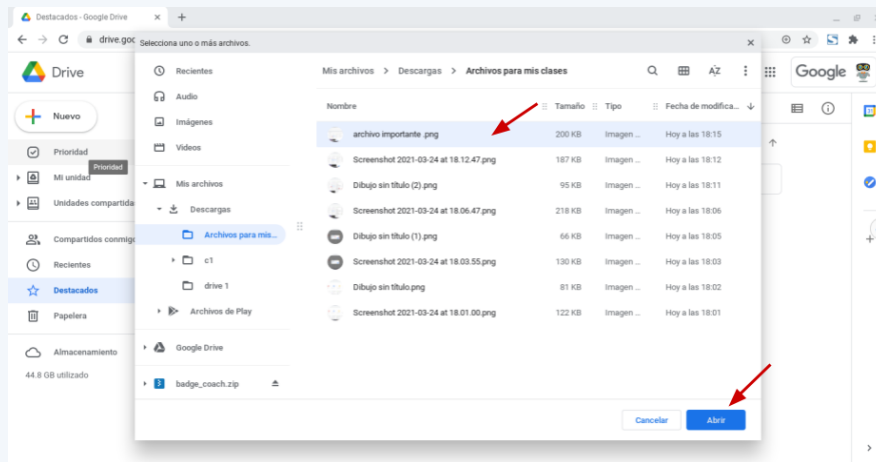 Destacados - Google Drive
drive.goo
Selecciona uno o más archivos.
Drive
Google
Nuevo
Prioridad
Prioridad
Mi unidad
Unidades compartida
Compartidos conmigo
Recientes
Destacados
Papelera
Almacenamiento
44.8 GB utilizado
Recientes
Audio
Imágenes
Videos
Mis archivos
Descargas
Archivos para mis...
c1
drive 1
Archivos de Play
Google Drive
badge_coach.zip
Mis archivos > Descargas > Archivos para mis clases
AZ
Nombre Tamaño Tipo Fecha de modifica...
archivo importante .png 200 KB Imagen ... Hoy a las 18:15
Screenshot 2021-03-24 at 18.12.47.png 187 KB Imagen ... Hoy a las 18:12
Dibujo sin título (2).png 95 KB Imagen ... Hoy a las 18:11
Screenshot 2021-03-24 at 18.06.47.png 218 KB Imagen ... Hoy a las 18:06
Dibujo sin título (1).png 66 KB Imagen ... Hoy a las 18:05
Screenshot 2021-03-24 at 18.03.55.png 130 KB Imagen ... Hoy a las 18:03
Dibujo sin título.png 81 KB Imagen ... Hoy a las 18:02
Screenshot 2021-03-24 at 18.01.00.png 122 KB Imagen ... Hoy a las 18:01
Cancelar Abrir